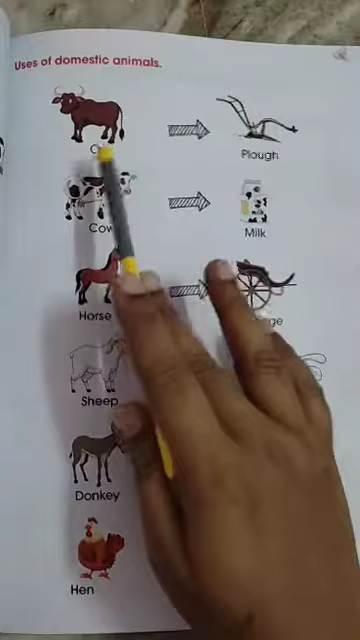 Uses of domestic animals.
Plough
Cow
Milk
Horse
Sheep
Donkey
Hen